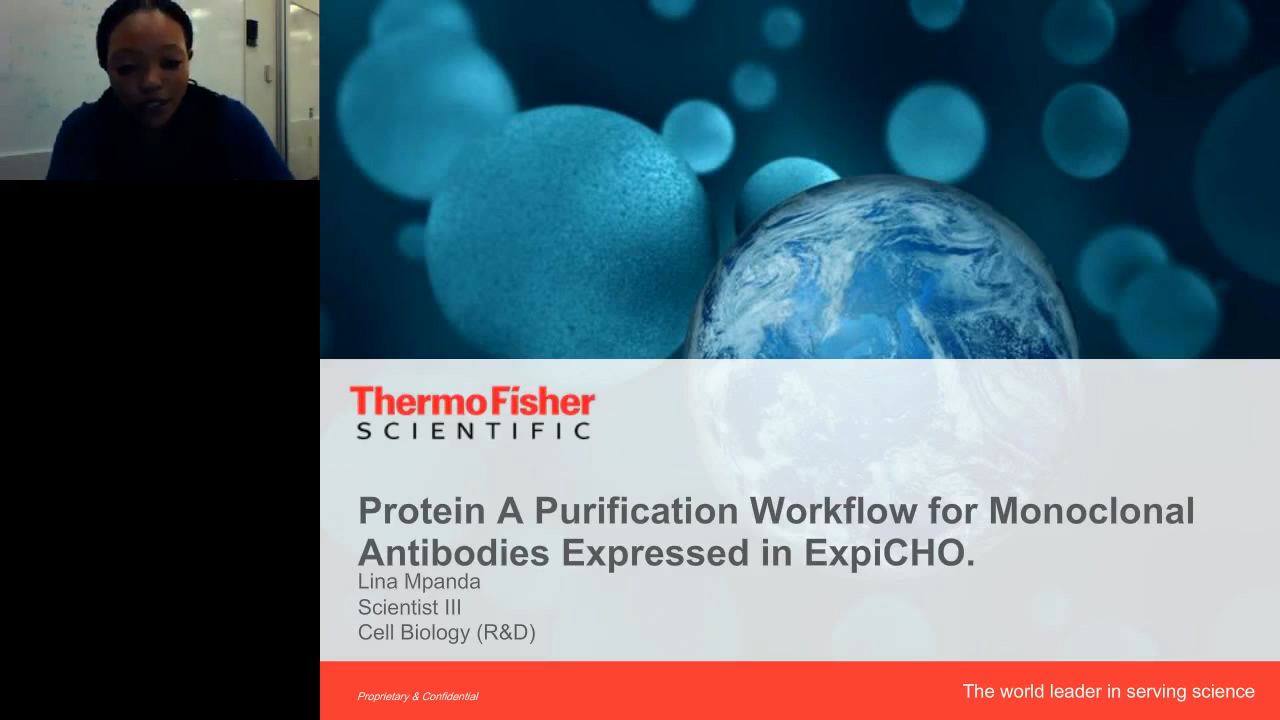 ThermoFisher
SCIENTIFIC
Protein A Purification Workflow for Monoclonal
Antibodies Expressed in ExpiCHO.
Lina Mpanda
Scientist III
Cell Biology (R&D)
Proprietary & Confidential
The world leader in serving science